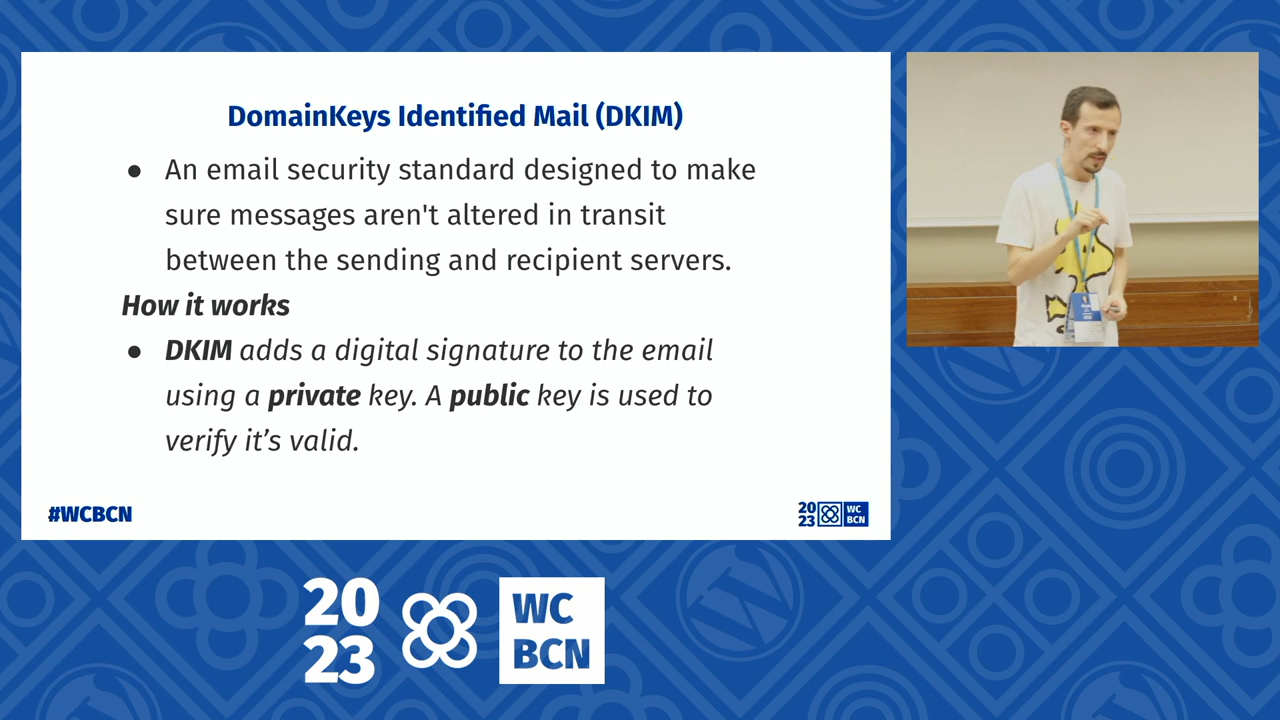 DomainKeys Identified Mail (DKIM)
● An email security standard designed to make
sure messages aren't altered in transit
between the sending and recipient servers.
How it works
● DKIM adds a digital signature to the email
using a private key. A public key is used to
verify it’s valid.
#WCBCN
20
23
WC
BCN
20
23
WC
BCN